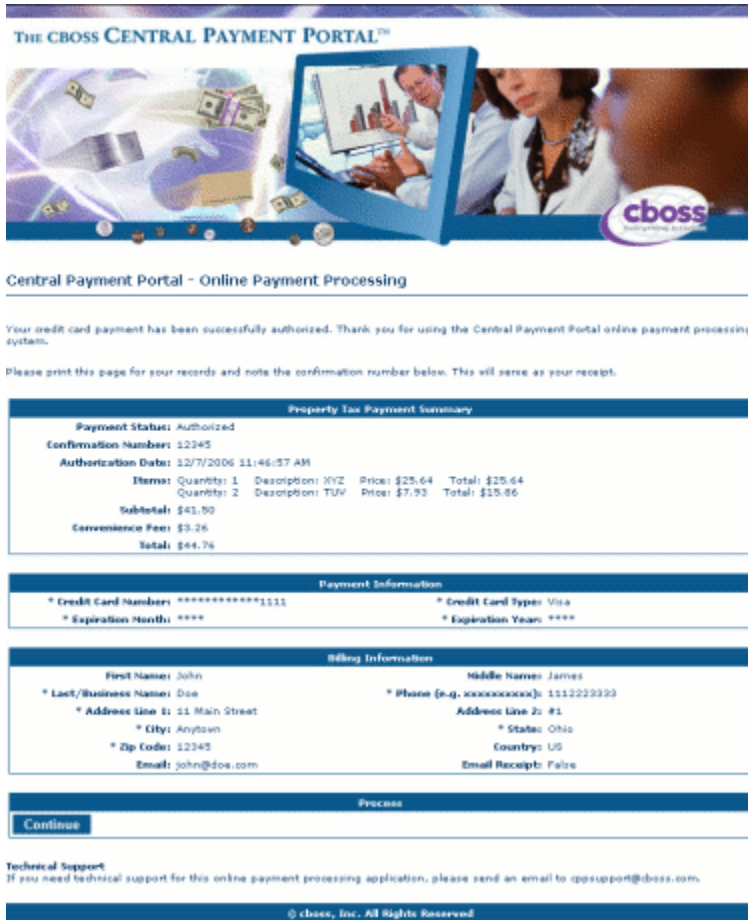 THE CBOSS CENTRAL PAYMENT PORTAL™
cboss
Central Payment Portal - Online Payment Processing
Your credit card payment has been successfully authorized. Thank you for using the Central Payment Portal online payment processing
system.
Please print this page for your records and note the confirmation number below. This will serve as your receipt.
Property Tax Payment Summary
Payment Status: Authorized
Confirmation Number: 12345
Authorization Date: 12/7/2006 11:46:57 AM
Items: Quantity: 1 Description: XYZ Price: $25.64 Total: $25.64
Quantity: 2 Description: TUV Price: $7.93 Total: $15.86
Subtotal: $41.50
Convenience Fee: $3.26
Total: $44.76
Payment Information
* Credit Card Number: ************1111 * Credit Card Type: Visa
* Expiration Month: **** * Expiration Year: ****
Billing Information
First Name: John Middle Name: James
* Last/Business Name: Doe * Phone (e.g. xxxxxxxxxx): 1112223333
* Address Line 1: 11 Main Street Address Line 2: #1
* City: Anytown * State: Ohio
* Zip Code: 12345 Country: US
Email: john@doe.com Email Receipt: False
Process
Continue
Technical Support
If you need technical support for this online payment processing application, please send an email to cppsupport@cboss.com.
© cboss, Inc. All Rights Reserved